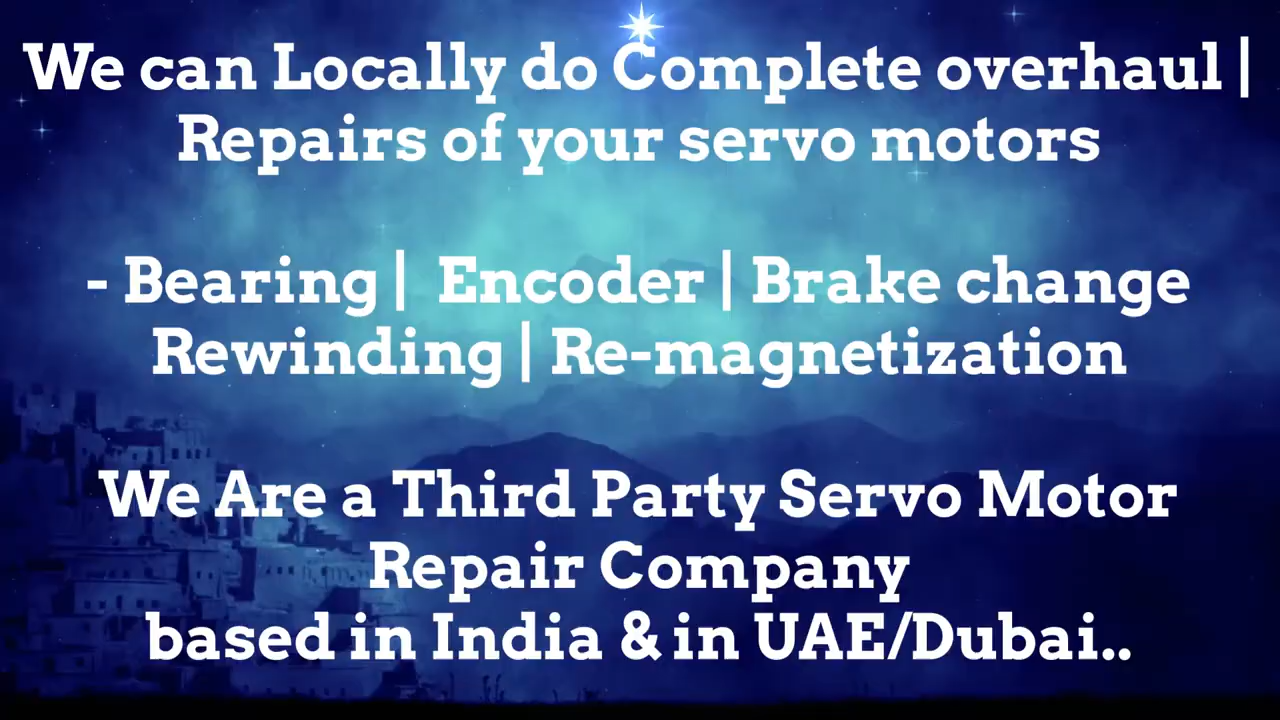 We can Locally do Complete overhaul |
Repairs of your servo motors
- Bearing | Encoder | Brake change
Rewinding | Re-magnetization
We Are a Third Party Servo Motor
Repair Company
based in India & in UAE/Dubai..